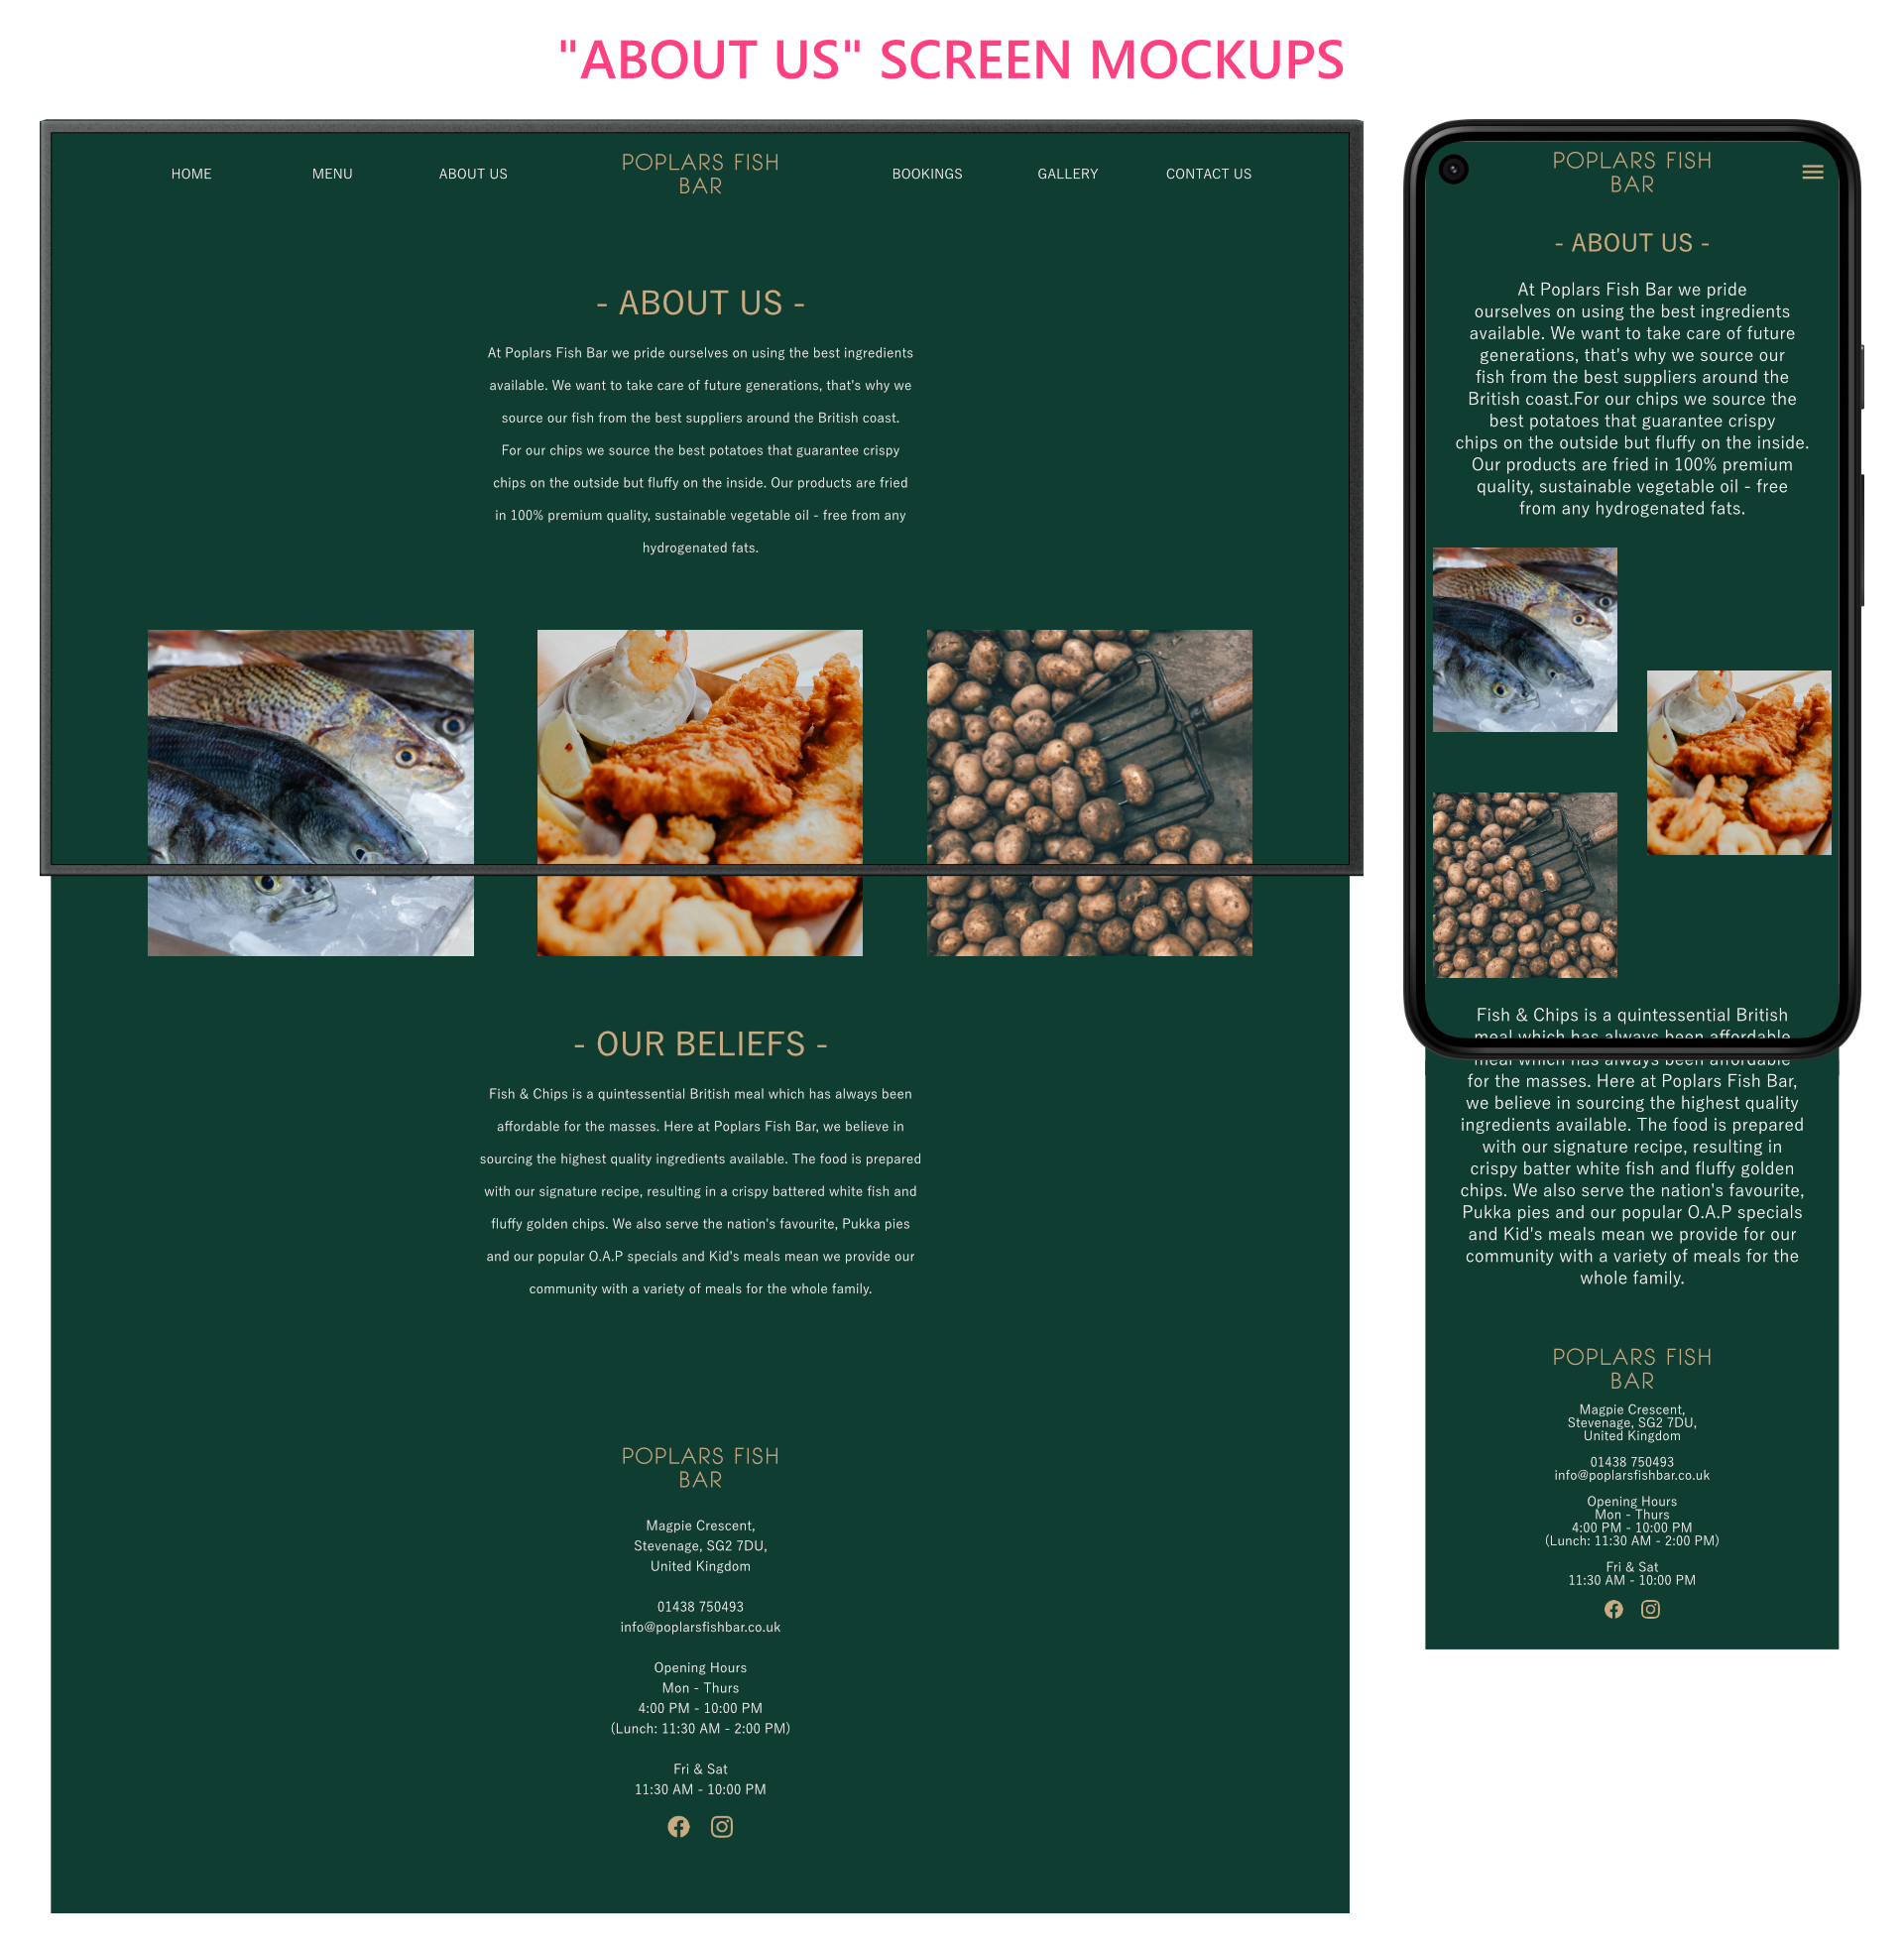 "ABOUT US" SCREEN MOCKUPS
HOME MENU ABOUT US POPLARS FISH BOOKINGS GALLERY CONTACT US
BAR
- ABOUT US -
At Poplars Fish Bar we pride ourselves on using the best ingredients
available. We want to take care of future generations, that's why we
source our fish from the best suppliers around the British coast.
For our chips we source the best potatoes that guarantee crispy
chips on the outside but fluffy on the inside. Our products are fried
in 100% premium quality, sustainable vegetable oil - free from any
hydrogenated fats.
- OUR BELIEFS -
Fish & Chips is a quintessential British meal which has always been
affordable for the masses. Here at Poplars Fish Bar, we believe in
sourcing the highest quality ingredients available. The food is prepared
with our signature recipe, resulting in a crispy battered white fish and
fluffy golden chips. We also serve the nation's favourite, Pukka pies
and our popular O.A.P specials and Kid's meals mean we provide our
community with a variety of meals for the whole family.
POPLARS FISH
BAR
Magpie Crescent,
Stevenage, SG2 7DU,
United Kingdom
01438 750493
info@poplarsfishbar.co.uk
Opening Hours
Mon - Thurs
4:00 PM - 10:00 PM
(Lunch: 11:30 AM - 2:00 PM)
Fri & Sat
11:30 AM - 10:00 PM
POPLARS FISH
BAR
- ABOUT US -
At Poplars Fish Bar we pride
ourselves on using the best ingredients
available. We want to take care of future
generations, that's why we source our
fish from the best suppliers around the
British coast.For our chips we source the
best potatoes that guarantee crispy
chips on the outside but fluffy on the inside.
Our products are fried in 100% premium
quality, sustainable vegetable oil - free
from any hydrogenated fats.
Fish & Chips is a quintessential British
meal which has always been affordable
for the masses. Here at Poplars Fish Bar,
we believe in sourcing the highest quality
ingredients available. The food is prepared
with our signature recipe, resulting in
crispy batter white fish and fluffy golden
chips. We also serve the nation's favourite,
Pukka pies and our popular O.A.P specials
and Kid's meals mean we provide for our
community with a variety of meals for the
whole family.
POPLARS FISH
BAR
Magpie Crescent,
Stevenage, SG2 7DU,
United Kingdom
01438 750493
info@poplarsfishbar.co.uk
Opening Hours
Mon - Thurs
4:00 PM - 10:00 PM
(Lunch: 11:30 AM - 2:00 PM)
Fri & Sat
11:30 AM - 10:00 PM